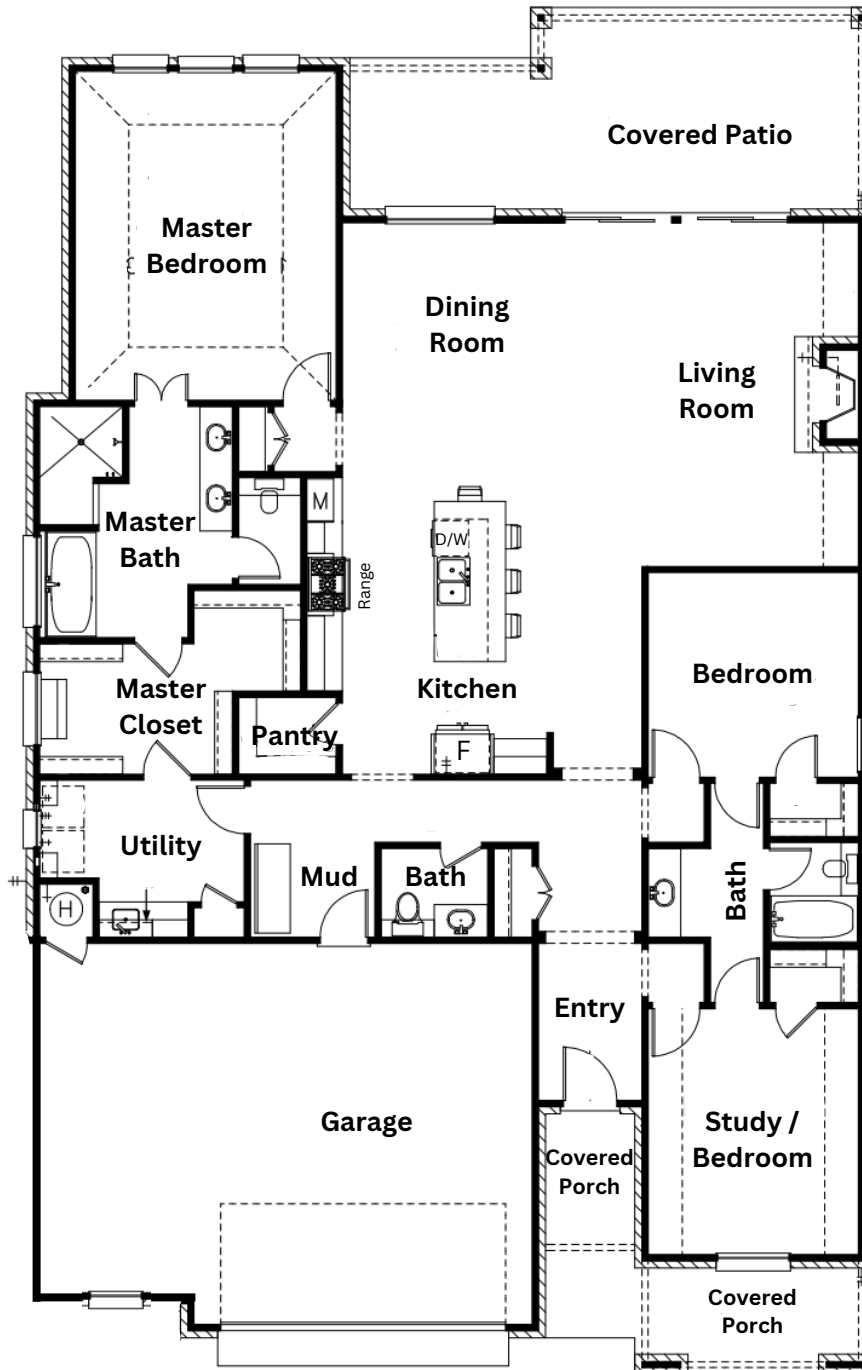 Covered Patio
Master
Bedroom
Dining
Room
Living
Room
M
Master
Bath
D/W
Range
Bedroom
Kitchen
Master
Closet
Pantry
F
Utility
Mud
Bath
Bath
H
Entry
Garage
Study /
Bedroom
Covered
Porch
Covered
Porch